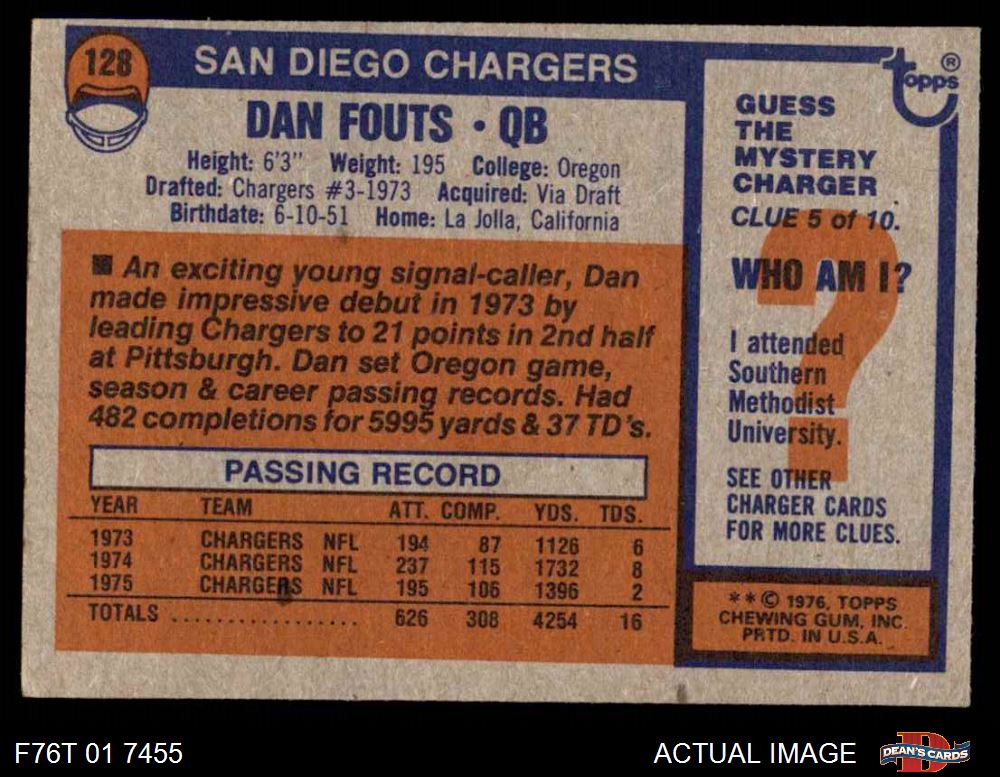 128
SAN DIEGO CHARGERS
DAN FOUTS • QB
Height: 6'3" Weight: 195 College: Oregon
Drafted: Chargers #3-1973 Acquired: Via Draft
Birthdate: 6-10-51 Home: La Jolla, California
■ An exciting young signal-caller, Dan
made impressive debut in 1973 by
leading Chargers to 21 points in 2nd half
at Pittsburgh. Dan set Oregon game,
season & career passing records. Had
482 completions for 5995 yards & 37 TD's.
PASSING RECORD
YEAR TEAM ATT. COMP. YDS. TDS.
1973 CHARGERS NFL 194 87 1126 6
1974 CHARGERS NFL 237 115 1732 8
1975 CHARGERS NFL 195 106 1396 2
TOTALS .................. 626 308 4254 16
topps®
GUESS
THE
MYSTERY
CHARGER
CLUE 5 of 10.
WHO AM I?
?
I attended
Southern
Methodist
University.
SEE OTHER
CHARGER CARDS
FOR MORE CLUES.
**© 1976, TOPPS
CHEWING GUM, INC.
PRTD. IN U.S.A.
F76T 01 7455
ACTUAL IMAGE
D
DEAN'S CARDS